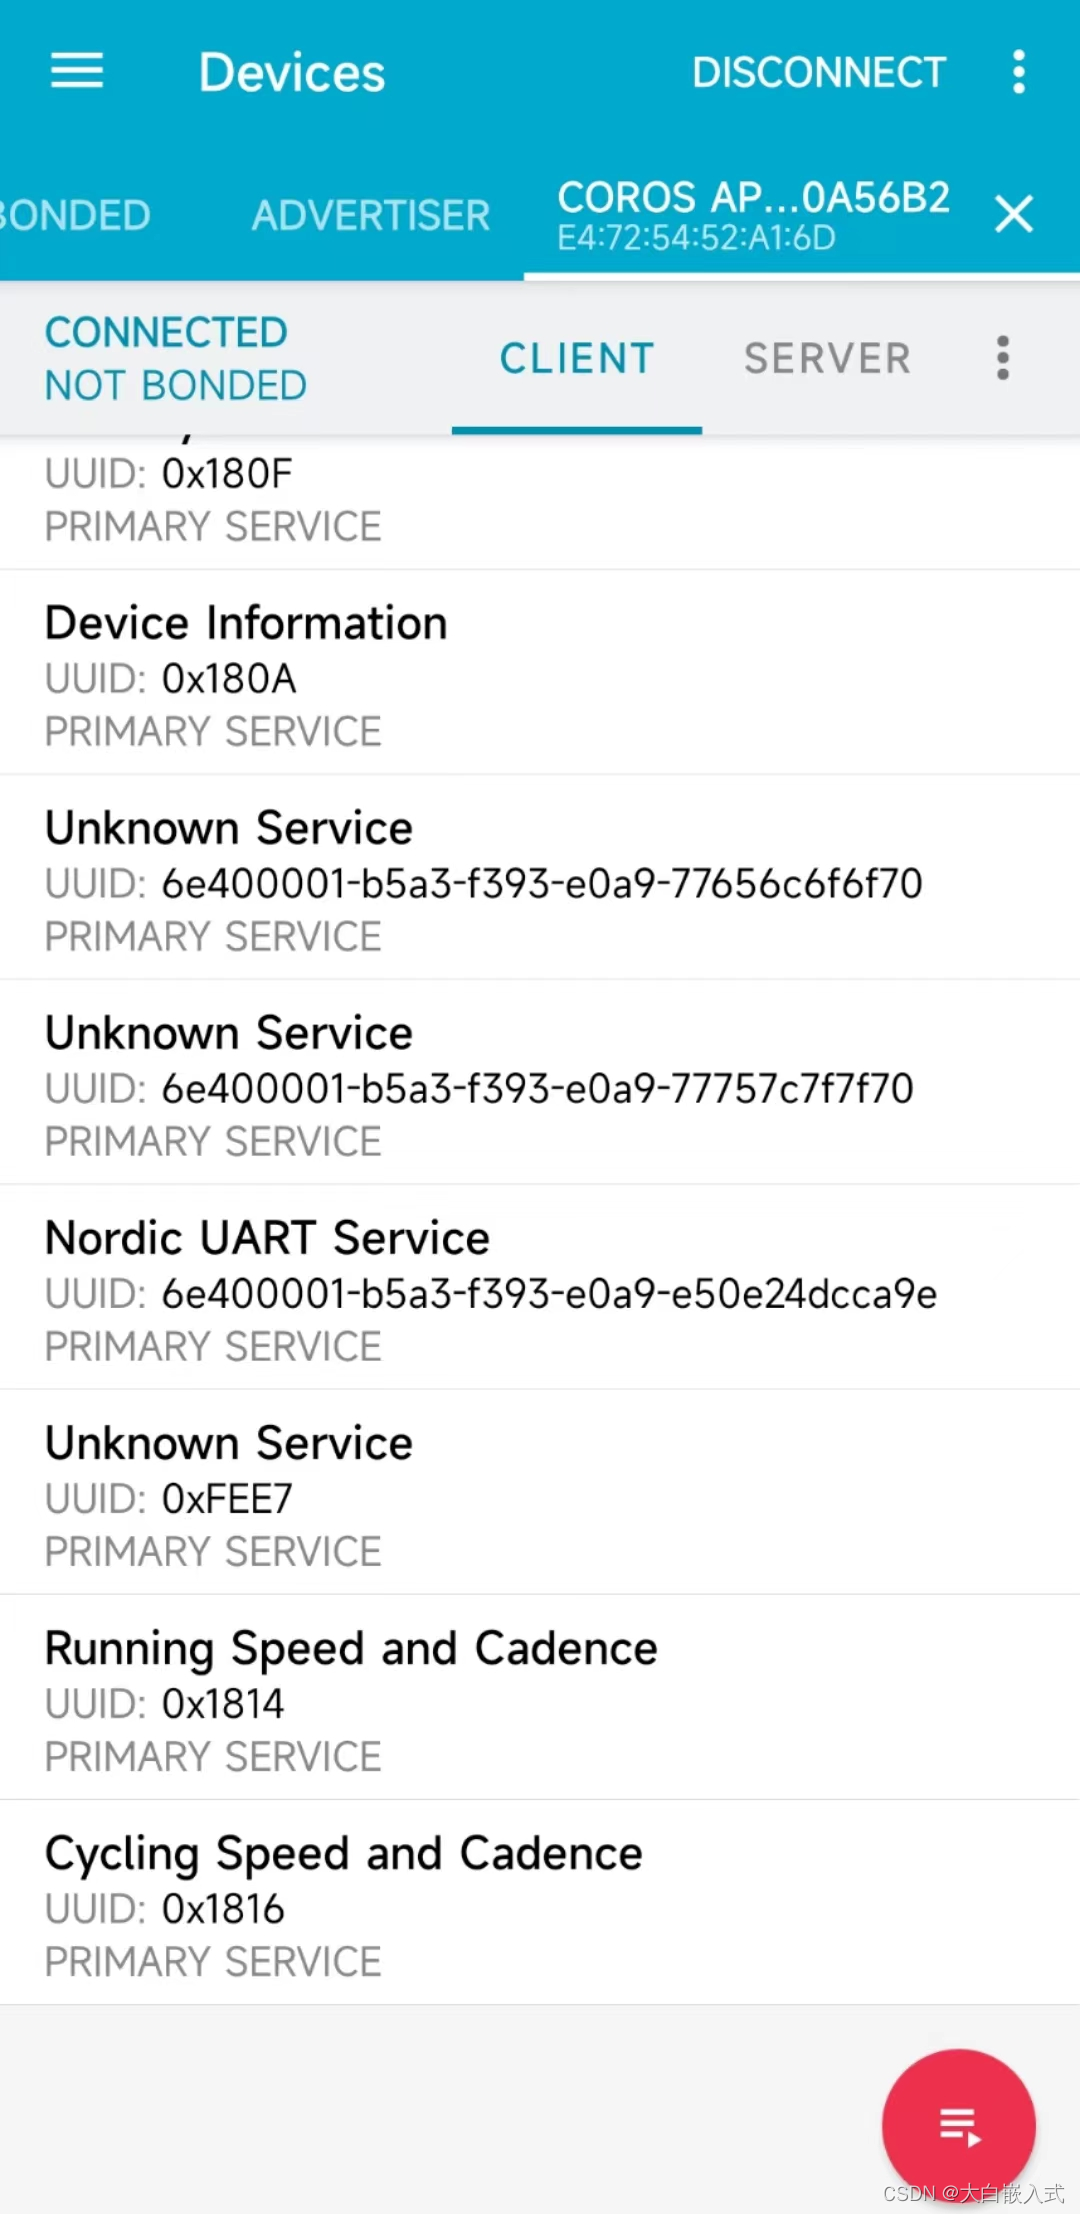 Devices
DISCONNECT
BONDED
ADVERTISER
COROS AP...0A56B2
E4:72:54:52:A1:6D
CONNECTED
NOT BONDED
CLIENT
SERVER
UUID: 0x180F
PRIMARY SERVICE
Device Information
UUID: 0x180A
PRIMARY SERVICE
Unknown Service
UUID: 6e400001-b5a3-f393-e0a9-77656c6f6f70
PRIMARY SERVICE
Unknown Service
UUID: 6e400001-b5a3-f393-e0a9-77757c7f7f70
PRIMARY SERVICE
Nordic UART Service
UUID: 6e400001-b5a3-f393-e0a9-e50e24dcca9e
PRIMARY SERVICE
Unknown Service
UUID: 0xFEE7
PRIMARY SERVICE
Running Speed and Cadence
UUID: 0x1814
PRIMARY SERVICE
Cycling Speed and Cadence
UUID: 0x1816
PRIMARY SERVICE
CSDN @大白嵌入式